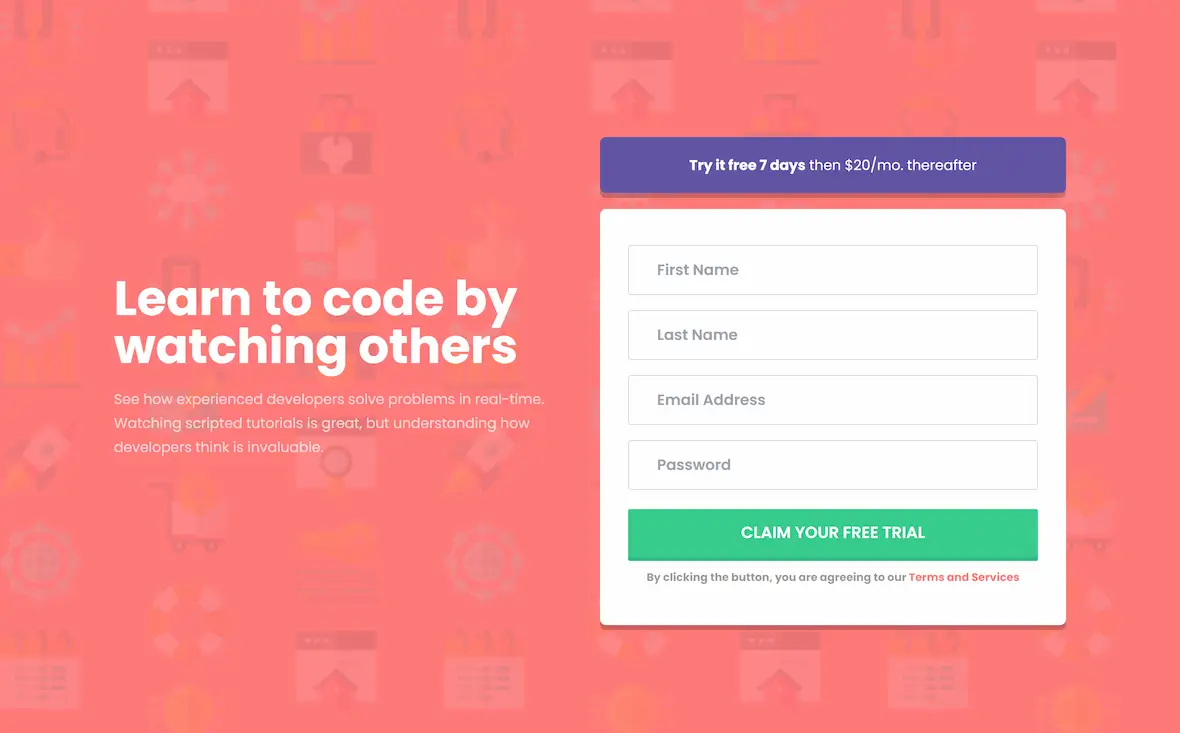 Learn to code by
watching others
See how experienced developers solve problems in real-time.
Watching scripted tutorials is great, but understanding how
developers think is invaluable.
Try it free 7 days then $20/mo. thereafter
First Name
Last Name
Email Address
Password
CLAIM YOUR FREE TRIAL
By clicking the button, you are agreeing to our Terms and Services